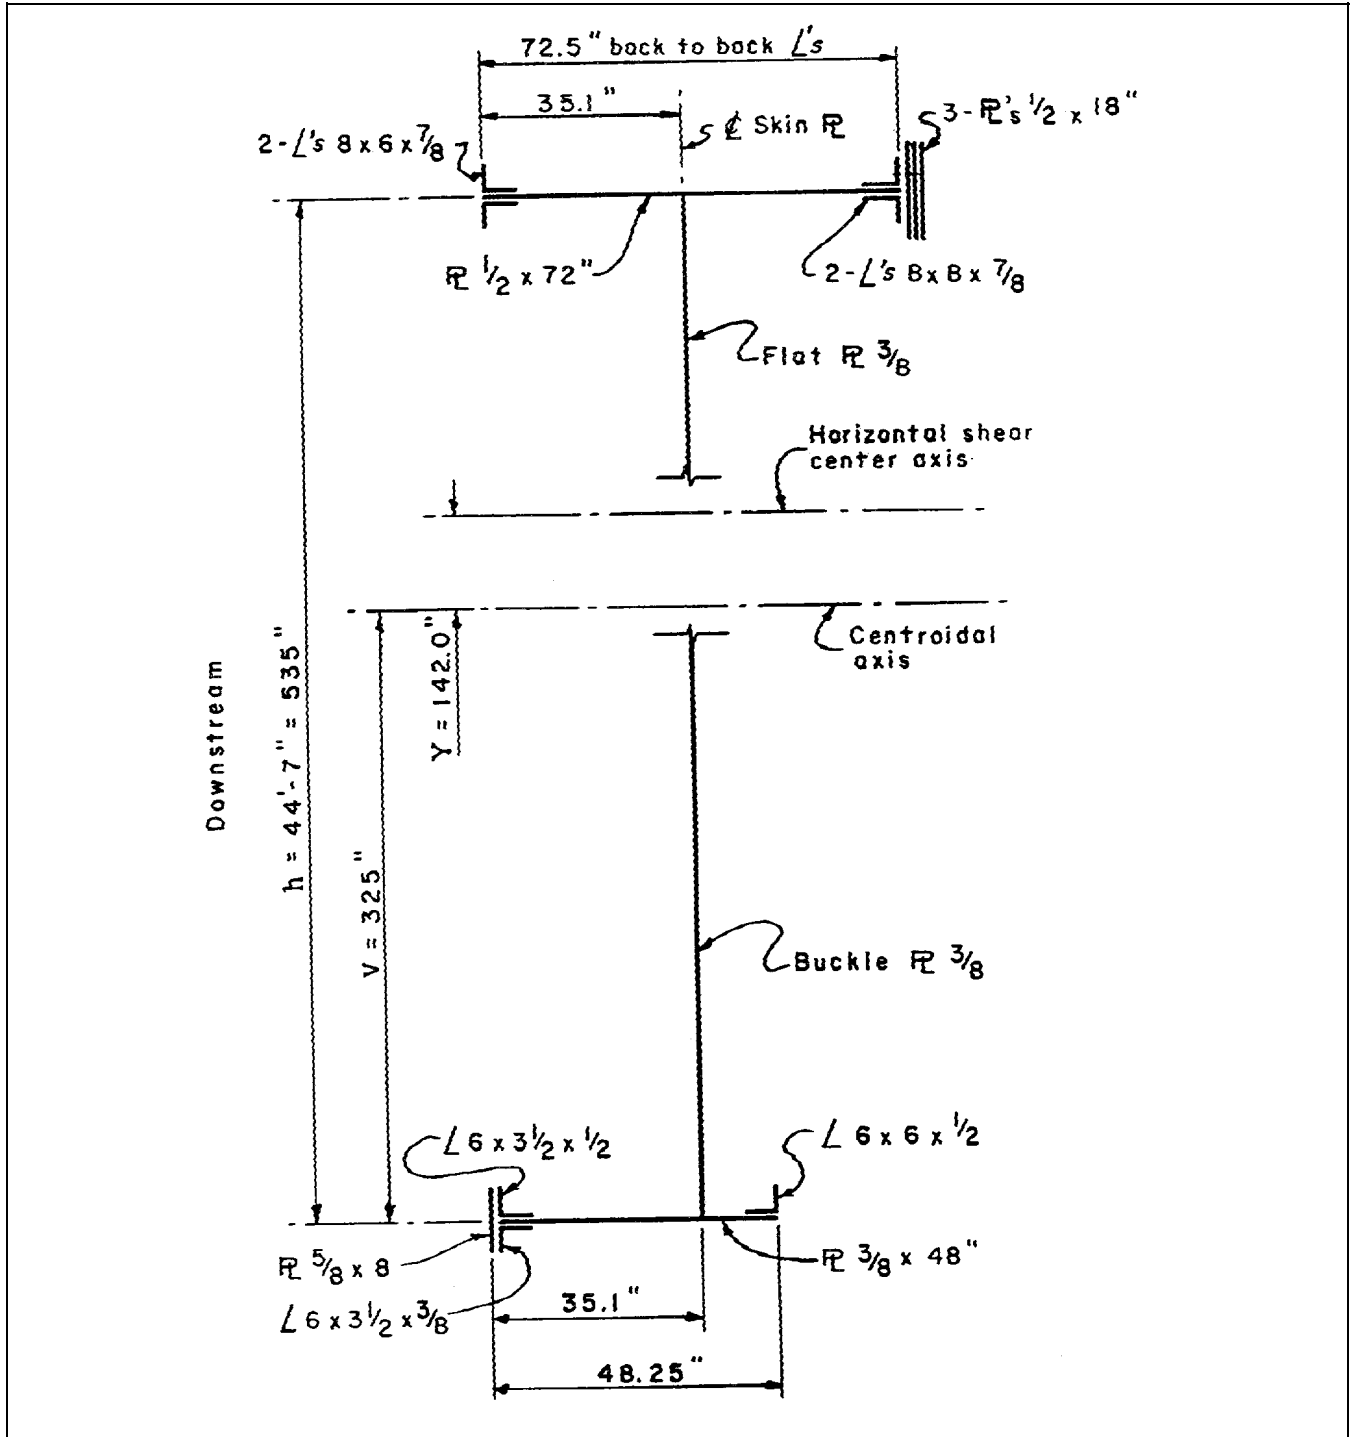 72.5" back to back L's
35.1"
℄ Skin PL
3-PL's 1/2 x 18"
2-L's 8 x 6 x 7/8
PL 1/2 x 72"
2-L's 8 x 8 x 7/8
Flat PL 3/8
Horizontal shear
center axis
Centroidal
axis
Y = 142.0"
Downstream
h = 44'-7" = 535"
V = 325"
Buckle PL 3/8
L 6 x 3 1/2 x 1/2
L 6 x 6 x 1/2
PL 5/8 x 8
PL 3/8 x 48"
L 6 x 3 1/2 x 3/8
35.1"
48.25"